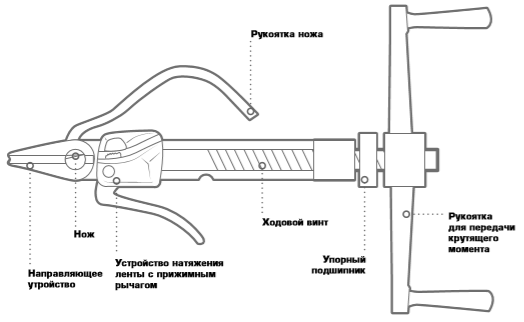 Рукоятка ножа
Нож
Ходовой винт
Рукоятка
для передачи
крутящего
момента
Направляющее
утройство
Устройство натяжения
ленты с прижимным
рычагом
Упорный
подшипник